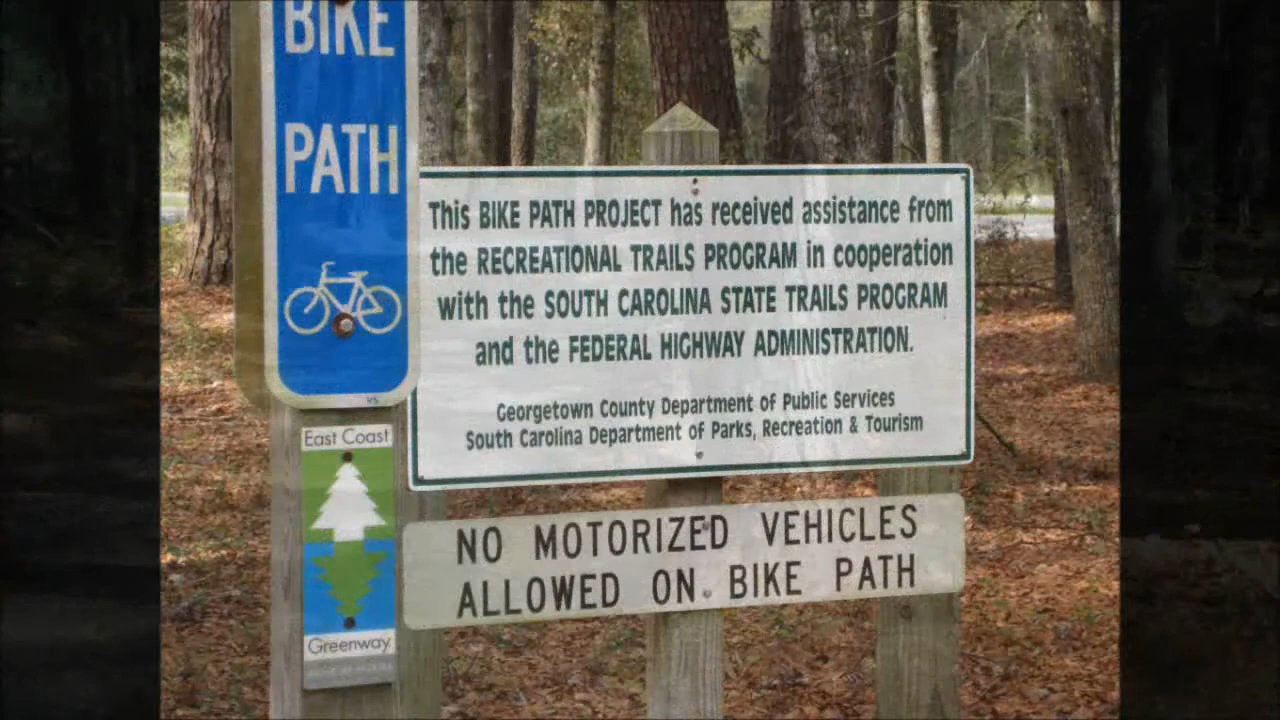 BIKE
PATH
This BIKE PATH PROJECT has received assistance from
the RECREATIONAL TRAILS PROGRAM in cooperation
with the SOUTH CAROLINA STATE TRAILS PROGRAM
and the FEDERAL HIGHWAY ADMINISTRATION.
Georgetown County Department of Public Services
South Carolina Department of Parks, Recreation & Tourism
East Coast
Greenway
NO MOTORIZED VEHICLES
ALLOWED ON BIKE PATH